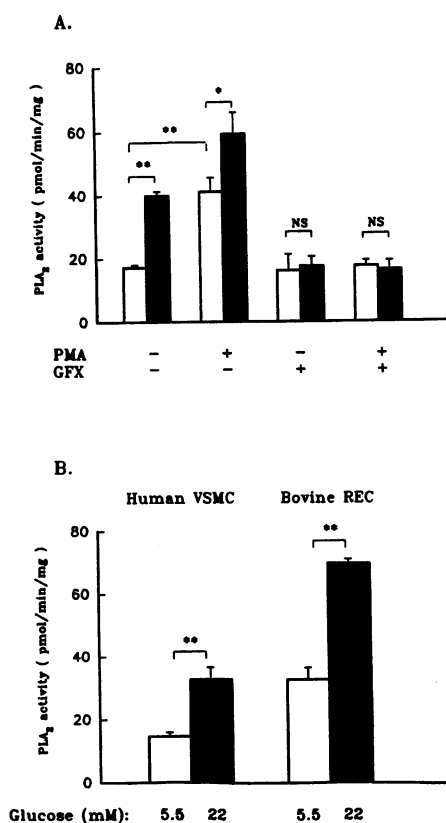 A.
PLA₂ activity ( pmol/min/mg)
80
60
40
20
0
**
**
*
NS
NS
PMA - + - +
GFX - - + +
B.
Human VSMC Bovine REC
PLA₂ activity ( pmol/min/mg)
80
60
40
20
0
**
**
Glucose (mM): 5.5 22 5.5 22